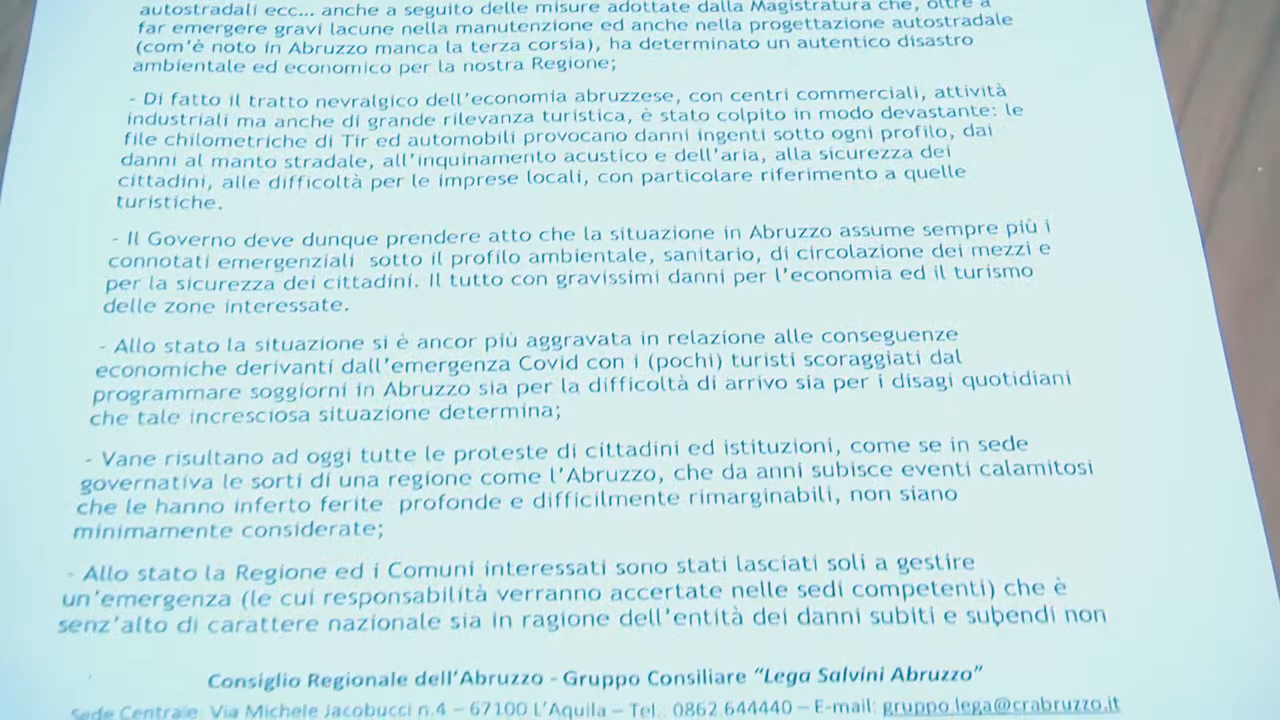 autostradali ecc... anche a seguito delle misure adottate dalla Magistratura che, oltre a
far emergere gravi lacune nella manutenzione ed anche nella progettazione autostradale
(com'è noto in Abruzzo manca la terza corsia), ha determinato un autentico disastro
ambientale ed economico per la nostra Regione;
- Di fatto il tratto nevralgico dell'economia abruzzese, con centri commerciali, attività
industriali ma anche di grande rilevanza turistica, è stato colpito in modo devastante: le
file chilometriche di Tir ed automobili provocano danni ingenti sotto ogni profilo, dai
danni al manto stradale, all'inquinamento acustico e dell'aria, alla sicurezza dei
cittadini, alle difficoltà per le imprese locali, con particolare riferimento a quelle
turistiche.
- Il Governo deve dunque prendere atto che la situazione in Abruzzo assume sempre più i
connotati emergenziali sotto il profilo ambientale, sanitario, di circolazione dei mezzi e
per la sicurezza dei cittadini. Il tutto con gravissimi danni per l'economia ed il turismo
delle zone interessate.
- Allo stato la situazione si è ancor più aggravata in relazione alle conseguenze
economiche derivanti dall'emergenza Covid con i (pochi) turisti scoraggiati dal
programmare soggiorni in Abruzzo sia per la difficoltà di arrivo sia per i disagi quotidiani
che tale incresciosa situazione determina;
- Vane risultano ad oggi tutte le proteste di cittadini ed istituzioni, come se in sede
governativa le sorti di una regione come l'Abruzzo, che da anni subisce eventi calamitosi
che le hanno inferto ferite profonde e difficilmente rimarginabili, non siano
minimamente considerate;
- Allo stato la Regione ed i Comuni interessati sono stati lasciati soli a gestire
un'emergenza (le cui responsabilità verranno accertate nelle sedi competenti) che è
senz'alto di carattere nazionale sia in ragione dell'entità dei danni subiti e subendi non
Consiglio Regionale dell'Abruzzo - Gruppo Consiliare "Lega Salvini Abruzzo"
Sede Centrale: Via Michele Jacobucci n.4 – 67100 L'Aquila – Tel. 0862.644440 – E-mail: gruppo.lega@crabruzzo.it